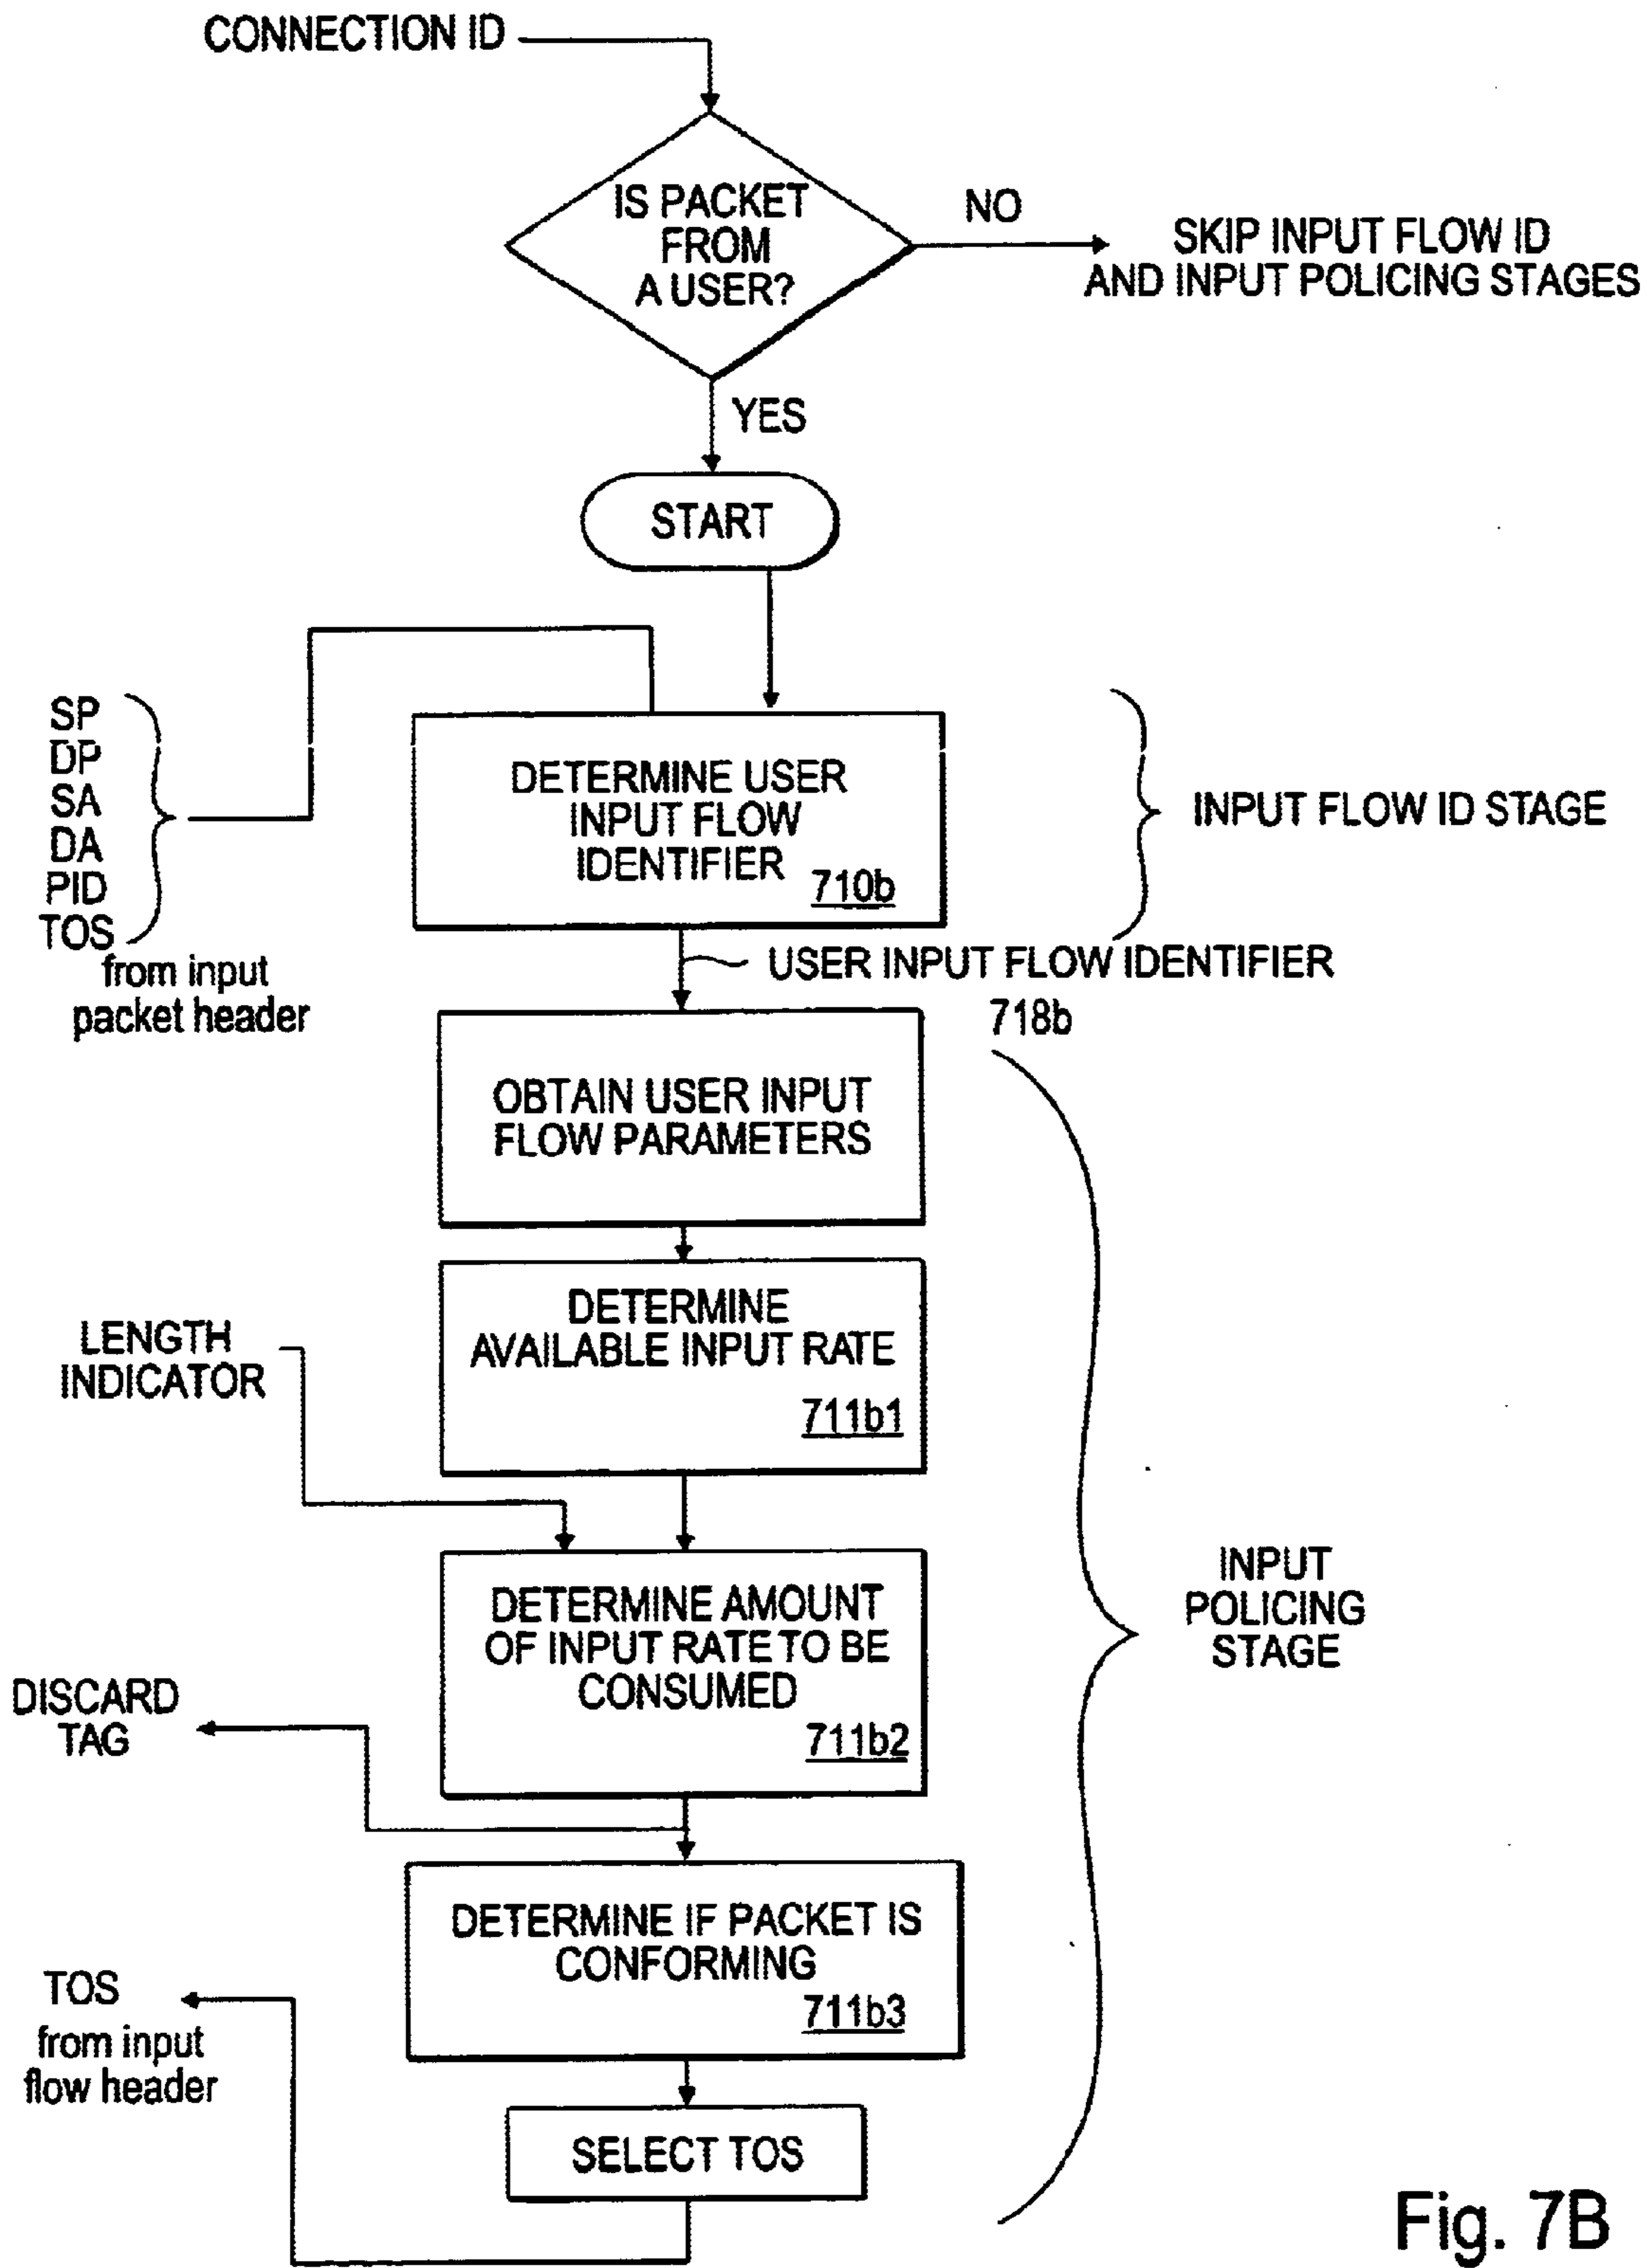 CONNECTION ID
IS PACKET
FROM
A USER?
NO
SKIP INPUT FLOW ID
AND INPUT POLICING STAGES
YES
START
SP
DP
SA
DA
PID
TOS
from input
packet header
DETERMINE USER
INPUT FLOW
IDENTIFIER
710b
INPUT FLOW ID STAGE
USER INPUT FLOW IDENTIFIER
718b
OBTAIN USER INPUT
FLOW PARAMETERS
DETERMINE
AVAILABLE INPUT RATE
711b1
LENGTH
INDICATOR
DETERMINE AMOUNT
OF INPUT RATE TO BE
CONSUMED
711b2
INPUT
POLICING
STAGE
DISCARD
TAG
DETERMINE IF PACKET IS
CONFORMING
711b3
TOS
from input
flow header
SELECT TOS
Fig. 7B